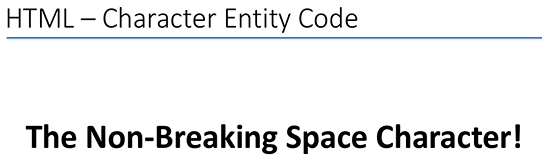 HTML – Character Entity Code
The Non-Breaking Space Character!